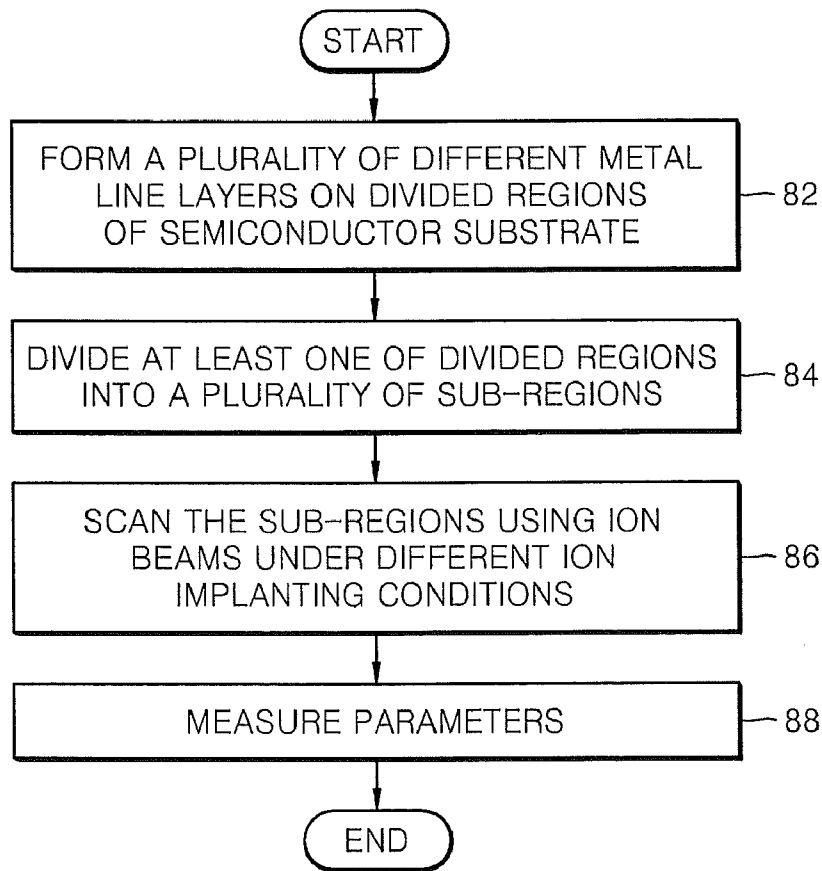 START
FORM A PLURALITY OF DIFFERENT METAL
LINE LAYERS ON DIVIDED REGIONS
OF SEMICONDUCTOR SUBSTRATE
82
DIVIDE AT LEAST ONE OF DIVIDED REGIONS
INTO A PLURALITY OF SUB-REGIONS
84
SCAN THE SUB-REGIONS USING ION
BEAMS UNDER DIFFERENT ION
IMPLANTING CONDITIONS
86
MEASURE PARAMETERS
88
END